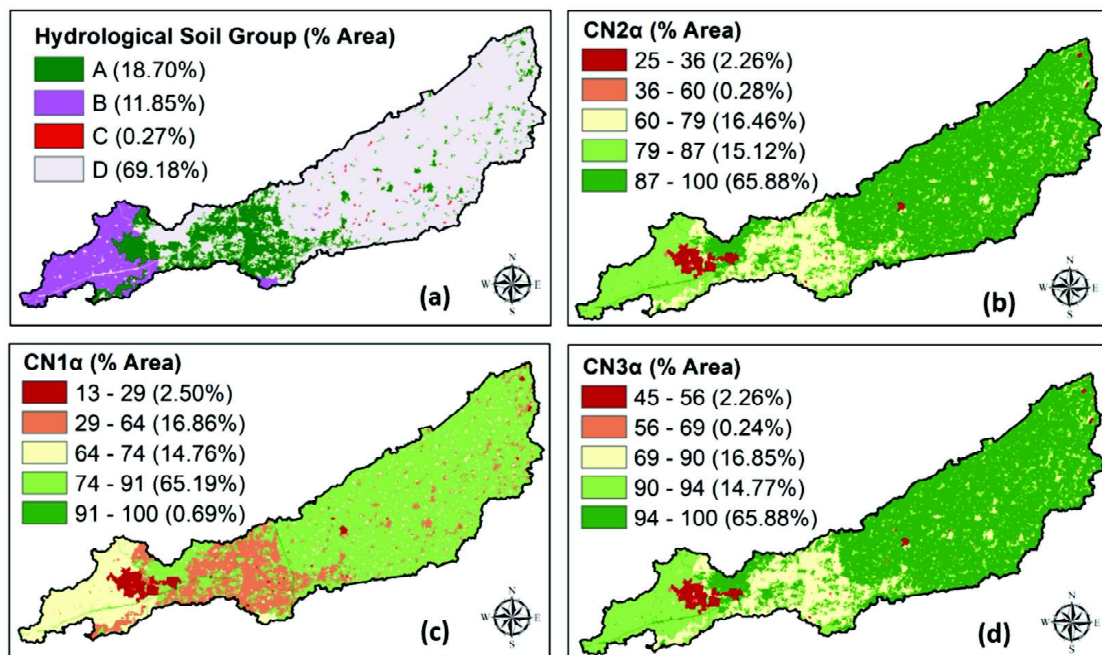 Hydrological Soil Group (% Area)
A (18.70%)
B (11.85%)
C (0.27%)
D (69.18%)
N
W E
S
(a)
CN2α (% Area)
25 - 36 (2.26%)
36 - 60 (0.28%)
60 - 79 (16.46%)
79 - 87 (15.12%)
87 - 100 (65.88%)
N
W E
S
(b)
CN1α (% Area)
13 - 29 (2.50%)
29 - 64 (16.86%)
64 - 74 (14.76%)
74 - 91 (65.19%)
91 - 100 (0.69%)
N
W E
S
(c)
CN3α (% Area)
45 - 56 (2.26%)
56 - 69 (0.24%)
69 - 90 (16.85%)
90 - 94 (14.77%)
94 - 100 (65.88%)
N
W E
S
(d)